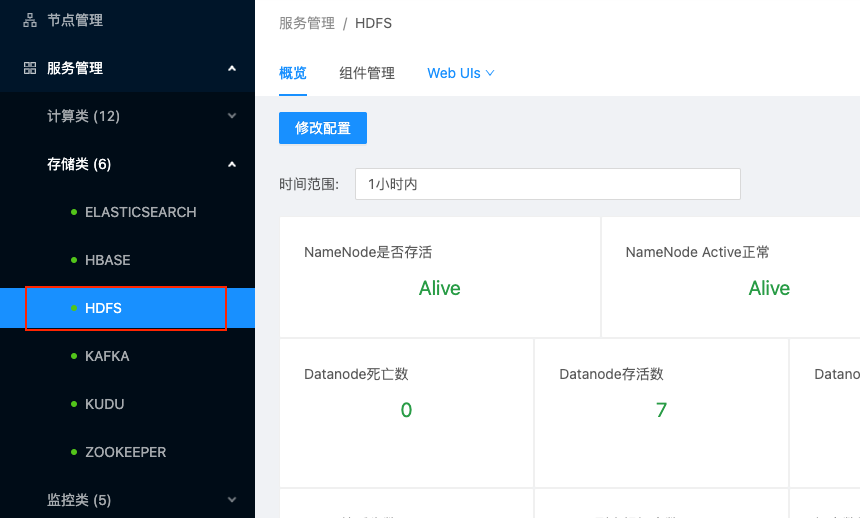 节点管理
服务管理
计算类 (12)
存储类 (6)
ELASTICSEARCH
HBASE
HDFS
KAFKA
KUDU
ZOOKEEPER
监控类 (5)
服务管理 / HDFS
概览 组件管理 Web UIs
修改配置
时间范围: 1小时内
NameNode是否存活 NameNode Active正常
Alive Alive
Datanode死亡数 Datanode存活数 Datano
0 7